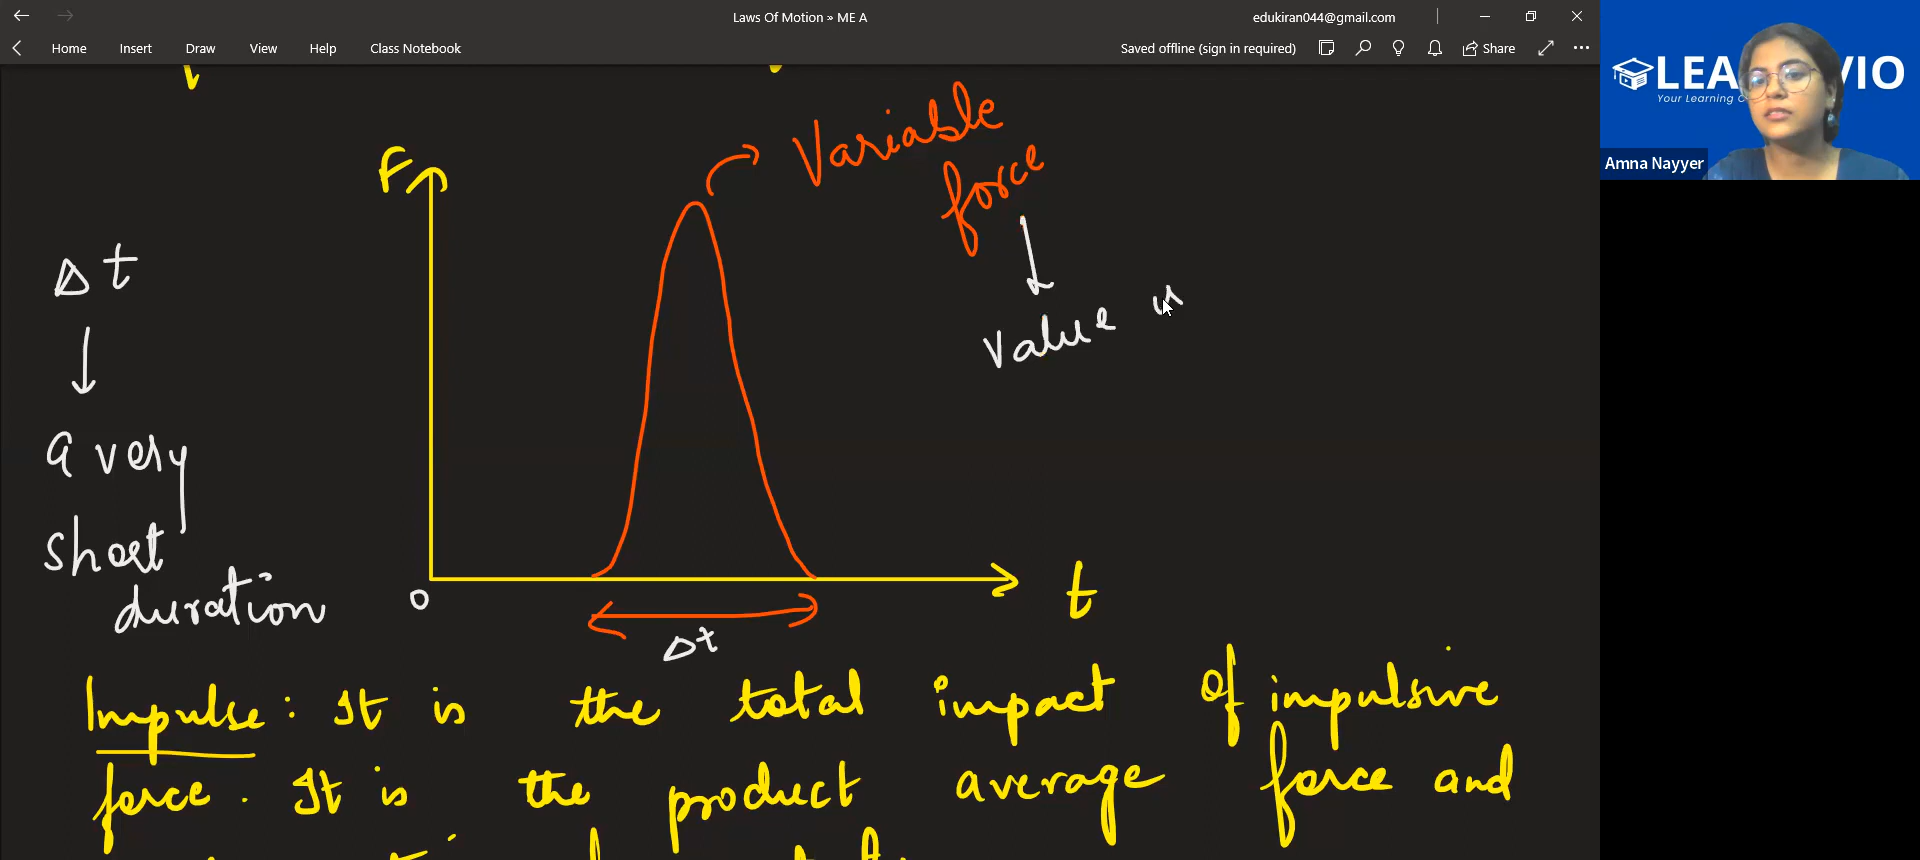 Laws Of Motion » ME A
edukiran044@gmail.com
Home Insert Draw View Help Class Notebook
Saved offline (sign in required) Share
LEA VIO
Your Learning C
Amna Nayyer
F
Variable
force
Value
Δt
a very
short
duration
0
t
Δt
Impulse : It is the total impact of impulsive
force. It is the product average force and